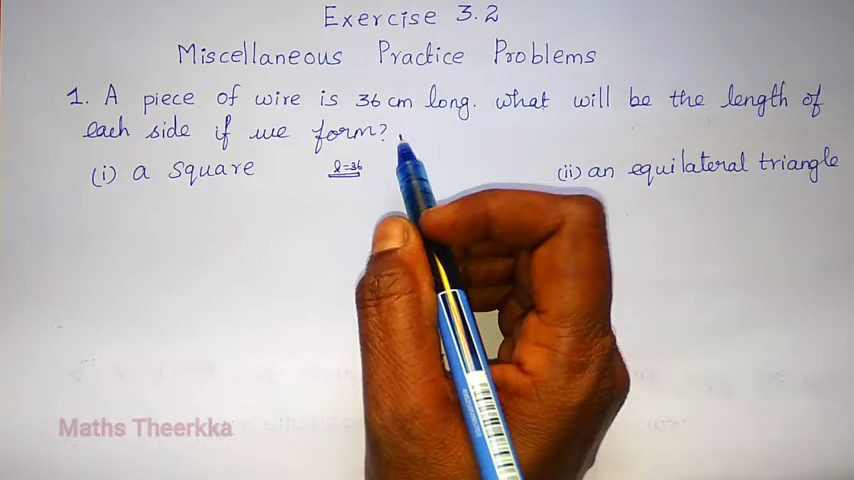 Exercise 3.2
Miscellaneous Practice Problems
1. A piece of wire is 36 cm long. what will be the length of
each side if we form?
(i) a square l=36 (ii) an equilateral triangle
Maths Theerkka